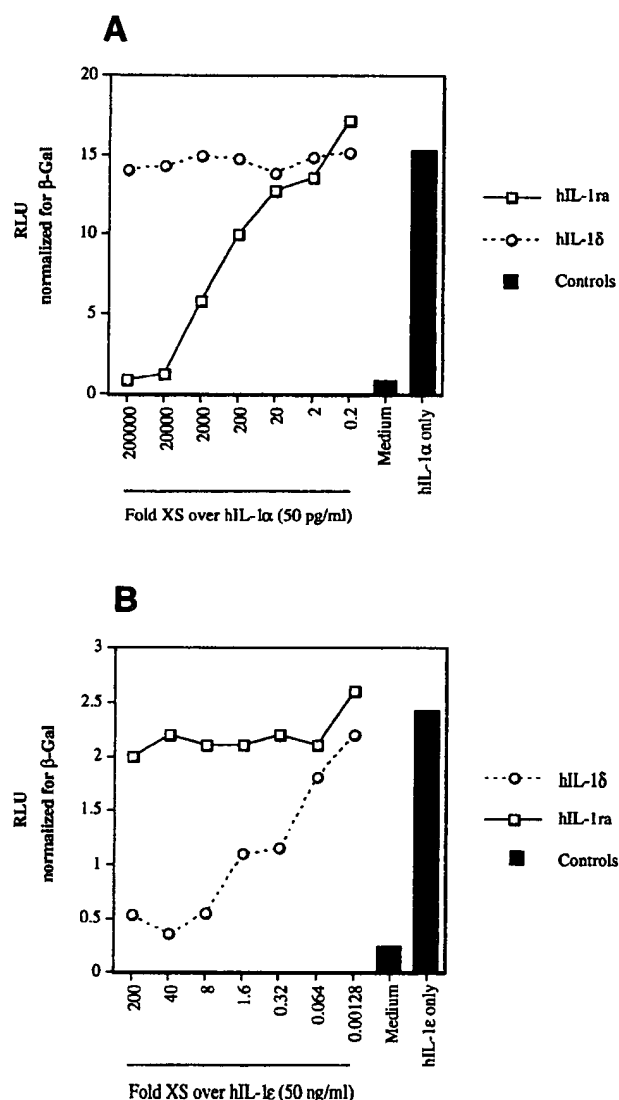 A
20
15
10
5
0
RLU
normalized for β-Gal
hIL-1ra
hIL-1δ
Controls
200000
20000
2000
200
20
2
0.2
Medium
hIL-1α only
Fold XS over hIL-1α (50 pg/ml)
B
3
2.5
2
1.5
1
0.5
0
RLU
normalized for β-Gal
hIL-1δ
hIL-1ra
Controls
200
40
8
1.6
0.32
0.064
0.00128
Medium
hIL-1ε only
Fold XS over hIL-1ε (50 ng/ml)